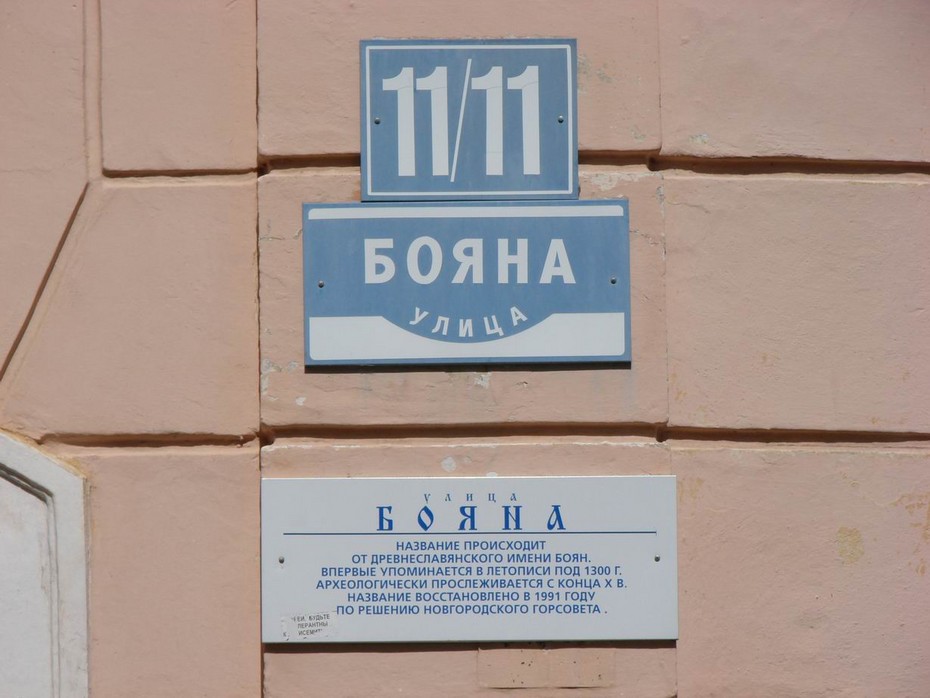 11/11
БОЯНА
УЛИЦА
УЛИЦА
БОЯНА
НАЗВАНИЕ ПРОИСХОДИТ
ОТ ДРЕВНЕСЛАВЯНСКОГО ИМЕНИ БОЯН.
ВПЕРВЫЕ УПОМИНАЕТСЯ В ЛЕТОПИСИ ПОД 1300 Г.
АРХЕОЛОГИЧЕСКИ ПРОСЛЕЖИВАЕТСЯ С КОНЦА X В.
НАЗВАНИЕ ВОССТАНОВЛЕНО В 1991 ГОДУ
ПО РЕШЕНИЮ НОВГОРОДСКОГО ГОРСОВЕТА .
БУДЬТЕ